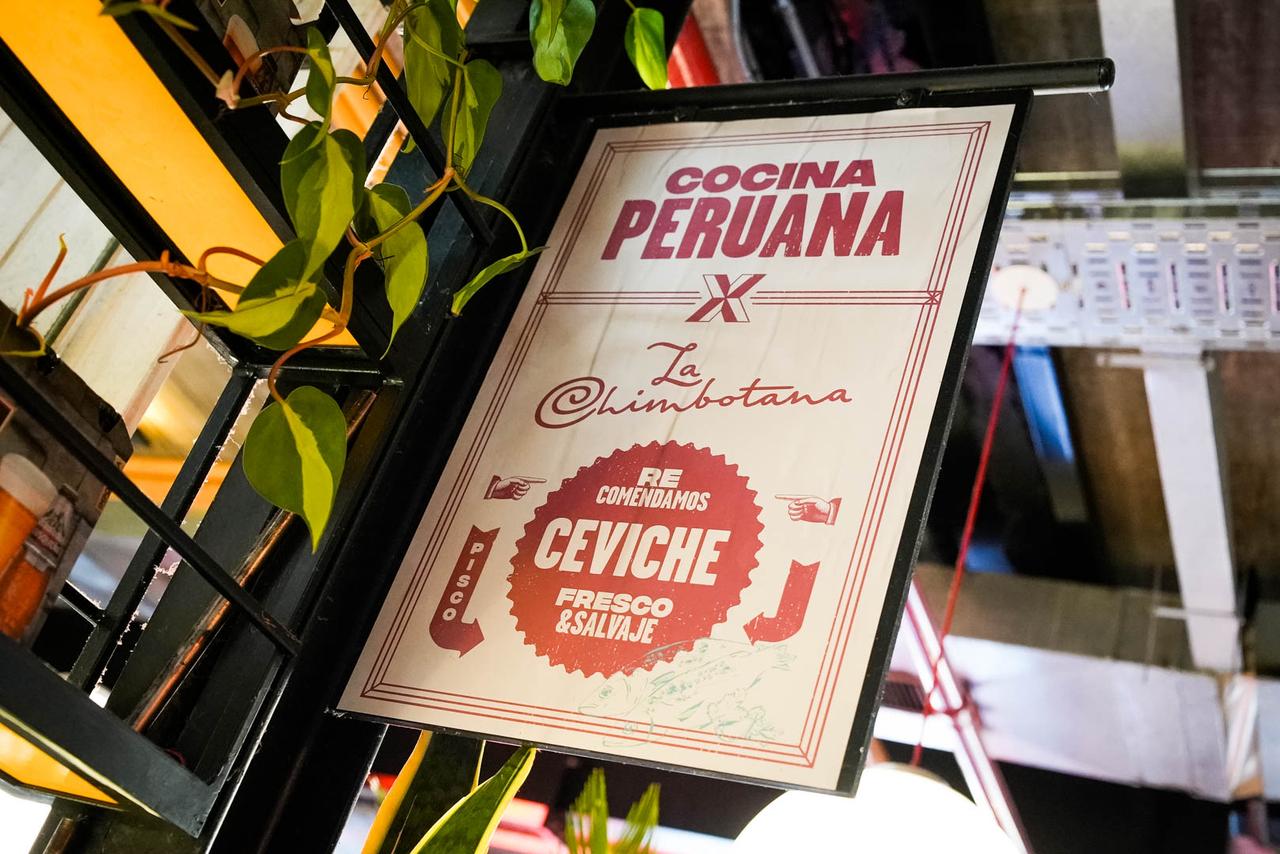 COCINA
PERUANA
X
La
Chimbotana
RE
COMENDAMOS
CEVICHE
FRESCO
&SALVAJE
PISCO